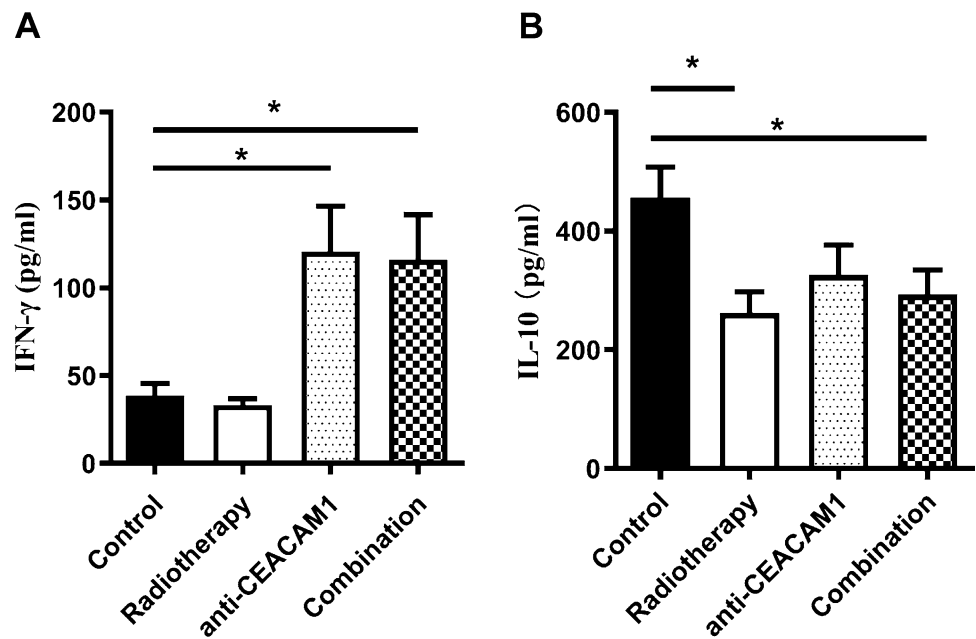 A
IFN-γ (pg/ml)
200
150
100
50
0
*
*
Control
Radiotherapy
anti-CEACAM1
Combination
B
IL-10（pg/ml）
600
400
200
0
*
*
Control
Radiotherapy
anti-CEACAM1
Combination